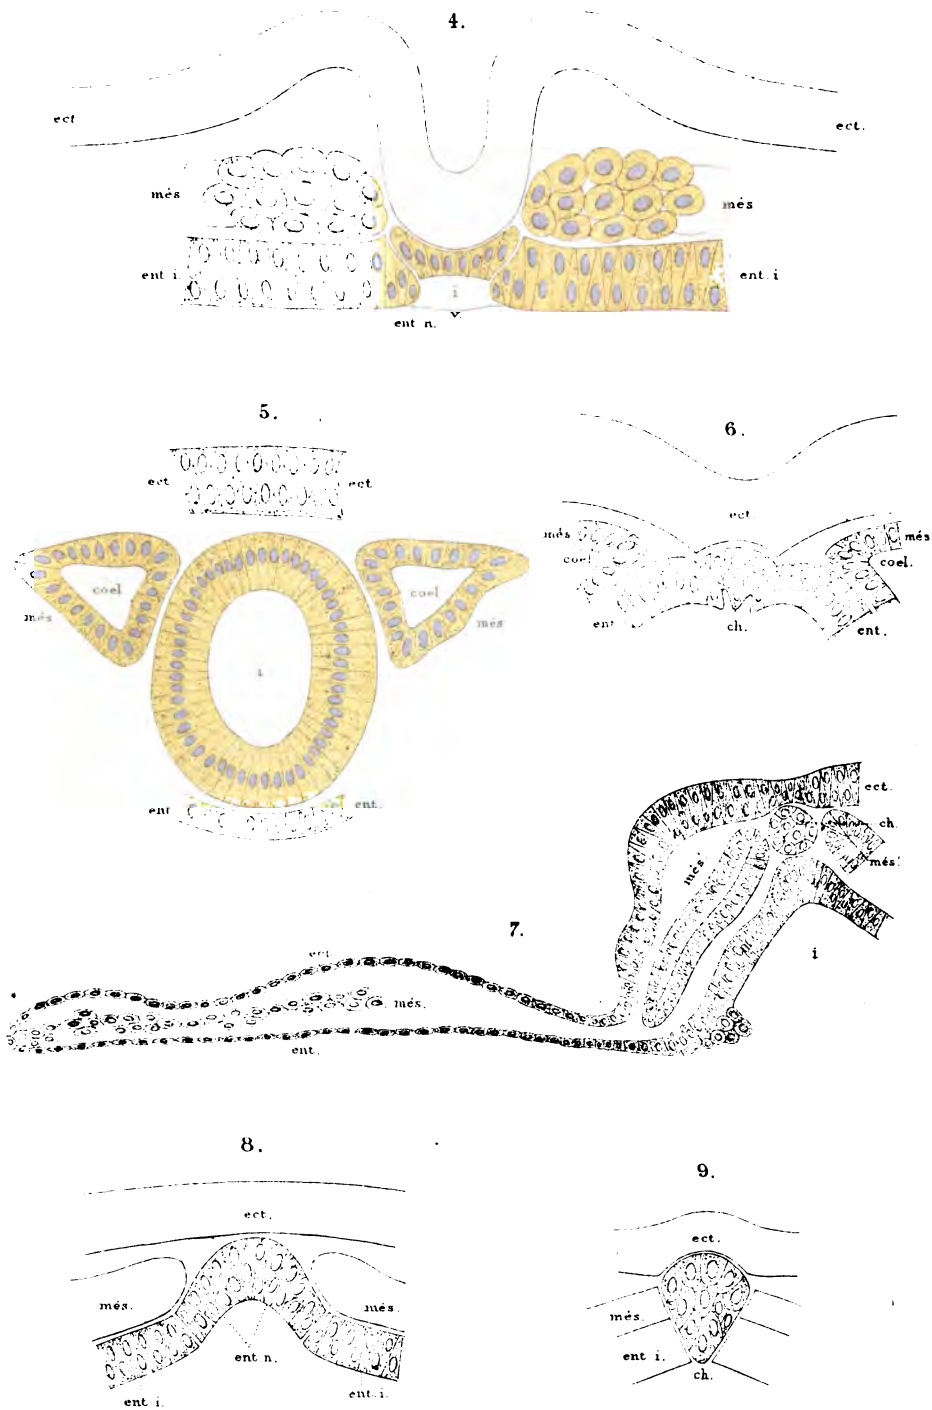 4.
ect
ect.
més
més
ent. i.
ent. i
i
v.
ent n.
5.
ect
ect
coel
coel
més
més
i
ent
ent.
6.
ect
més
més
coel.
coel.
ent
ch.
ent.
7.
ect.
ch.
més
més.
i
ect
més.
ent.
8.
ect.
més.
més.
ent n.
ent i.
ent. i.
9.
ect.
més.
ent i.
ch.